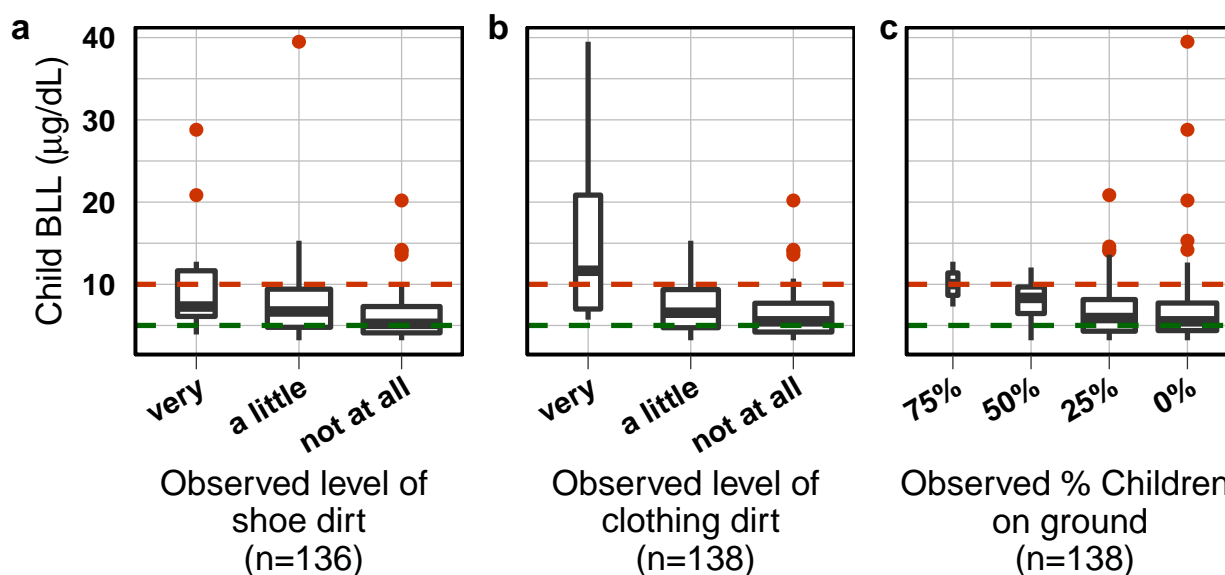 a
b
c
Child BLL (µg/dL)
40
30
20
10
very
a little
not at all
very
a little
not at all
75%
50%
25%
0%
Observed level of
shoe dirt
(n=136)
Observed level of
clothing dirt
(n=138)
Observed % Children
on ground
(n=138)